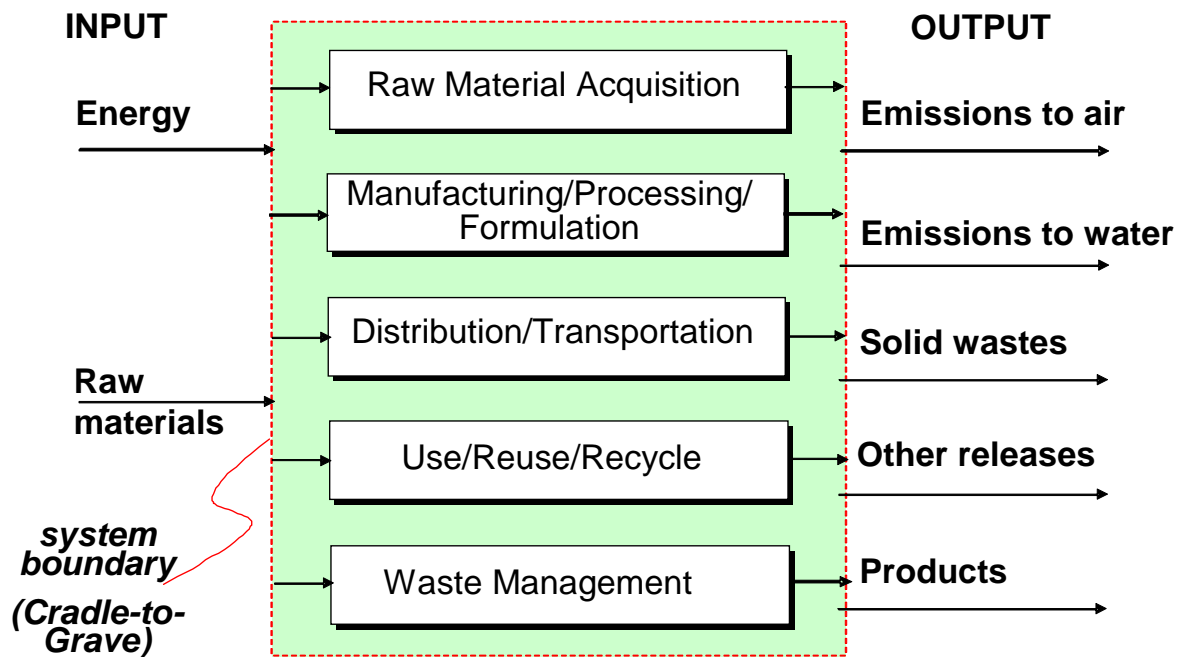 INPUT
OUTPUT
Raw Material Acquisition
Energy
Emissions to air
Manufacturing/Processing/
Formulation
Emissions to water
Distribution/Transportation
Solid wastes
Raw
materials
Use/Reuse/Recycle
Other releases
system
boundary
(Cradle-to-
Grave)
Waste Management
Products